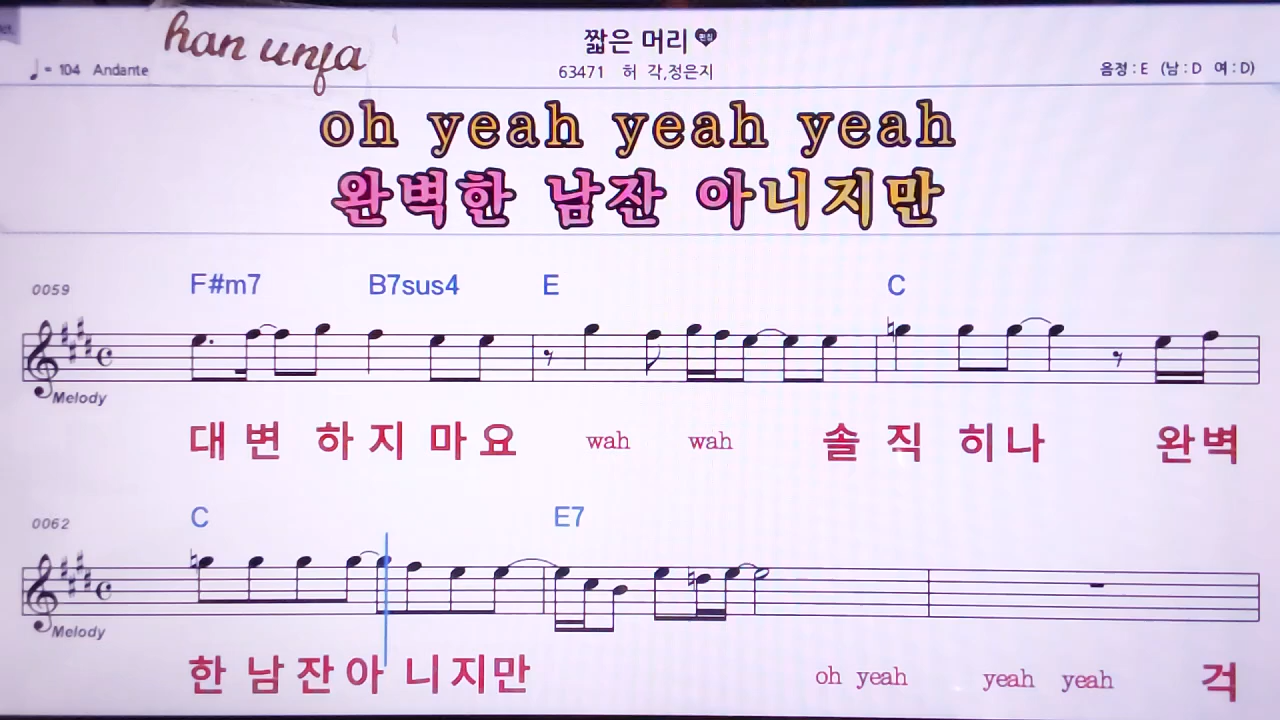 han unja
짧은 머리
♩= 104 Andante
63471 허 각,정은지
음정 : E (남 : D 여 : D)
oh yeah yeah yeah
완벽한 남잔 아니지만
0059 F#m7 B7sus4 E C
Melody
대 변 하 지 마 요 wah wah 솔 직 히 나 완 벽
0062 C E7
Melody
한 남 잔 아 니 지 만 oh yeah yeah yeah 걱